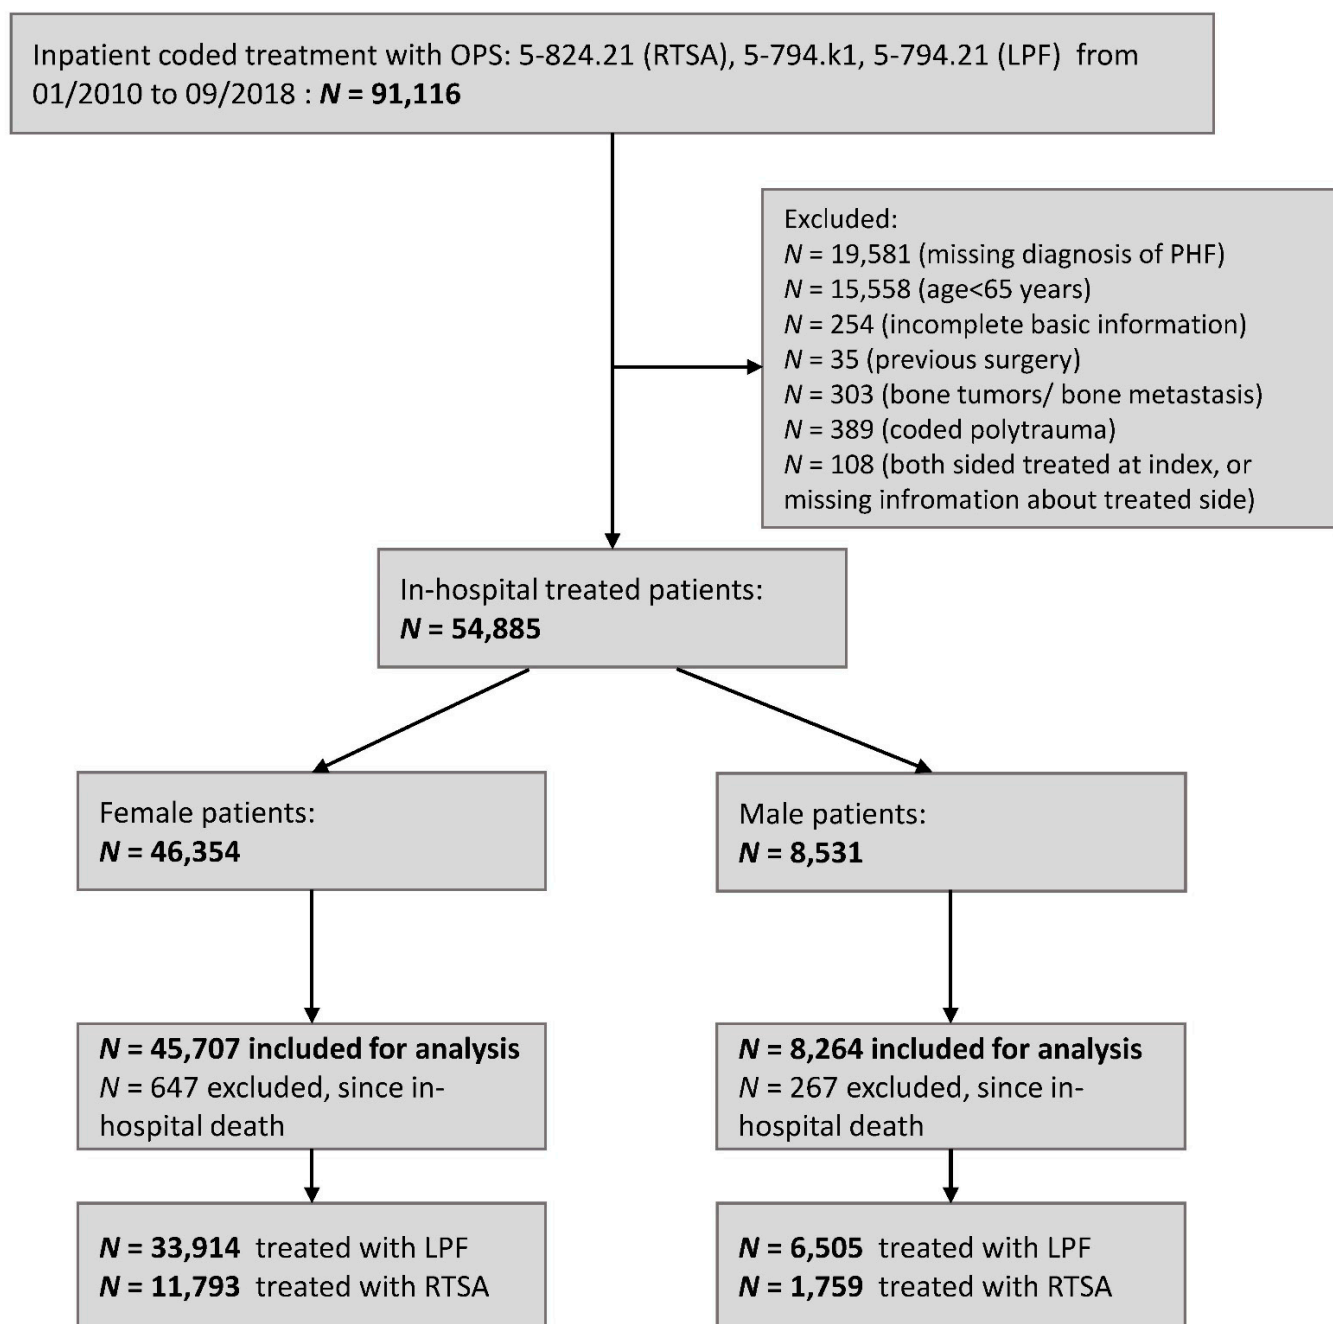 Inpatient coded treatment with OPS: 5-824.21 (RTSA), 5-794.k1, 5-794.21 (LPF) from
01/2010 to 09/2018 : N = 91,116
Excluded:
N = 19,581 (missing diagnosis of PHF)
N = 15,558 (age<65 years)
N = 254 (incomplete basic information)
N = 35 (previous surgery)
N = 303 (bone tumors/ bone metastasis)
N = 389 (coded polytrauma)
N = 108 (both sided treated at index, or
missing infromation about treated side)
In-hospital treated patients:
N = 54,885
Female patients:
N = 46,354
Male patients:
N = 8,531
N = 45,707 included for analysis
N = 647 excluded, since in-
hospital death
N = 8,264 included for analysis
N = 267 excluded, since in-
hospital death
N = 33,914 treated with LPF
N = 11,793 treated with RTSA
N = 6,505 treated with LPF
N = 1,759 treated with RTSA